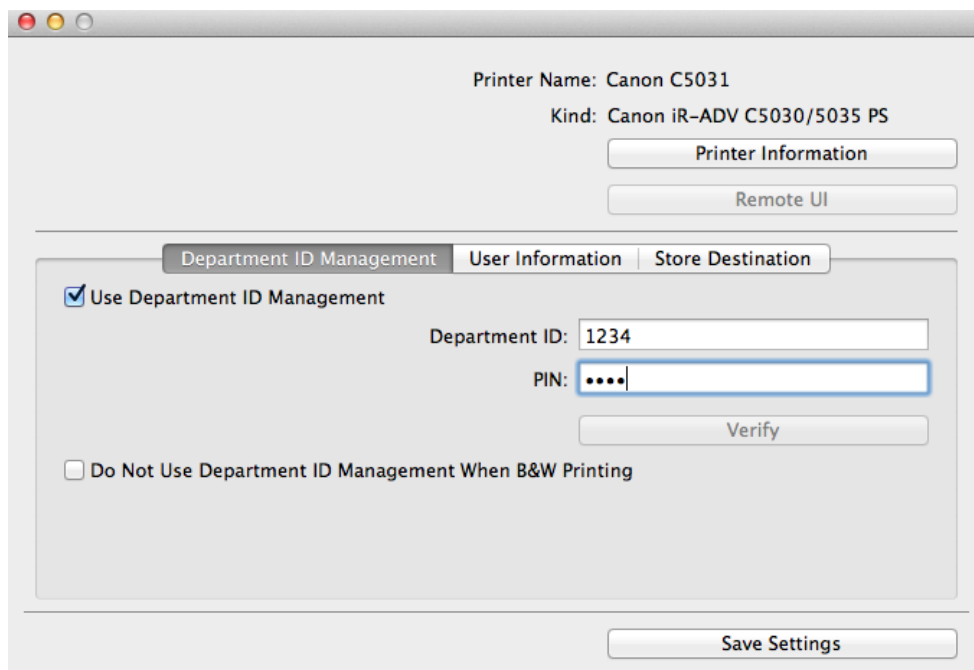 Printer Name: Canon C5031
Kind: Canon iR-ADV C5030/5035 PS
Printer Information
Remote UI
Department ID Management User Information Store Destination
Use Department ID Management
Department ID: 1234
PIN: ••••
Verify
Do Not Use Department ID Management When B&W Printing
Save Settings